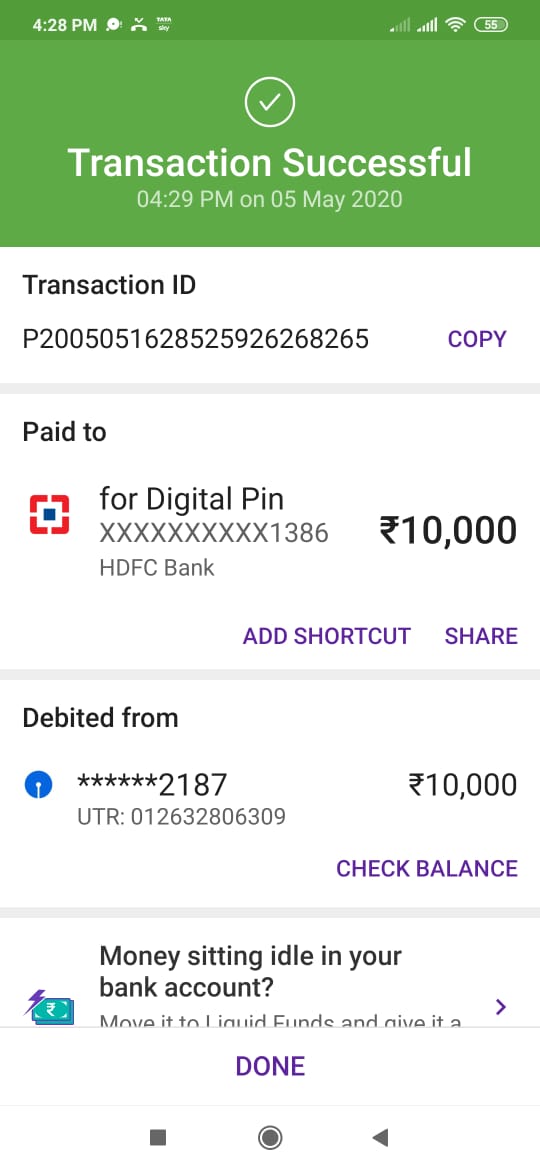 4:28 PM
TATA
sky
55
Transaction Successful
04:29 PM on 05 May 2020
Transaction ID
P2005051628525926268265
COPY
Paid to
for Digital Pin
XXXXXXXXXX1386
₹10,000
HDFC Bank
ADD SHORTCUT
SHARE
Debited from
******2187
₹10,000
UTR: 012632806309
CHECK BALANCE
Money sitting idle in your
bank account?
Move it to Liquid Funds and give it a
DONE